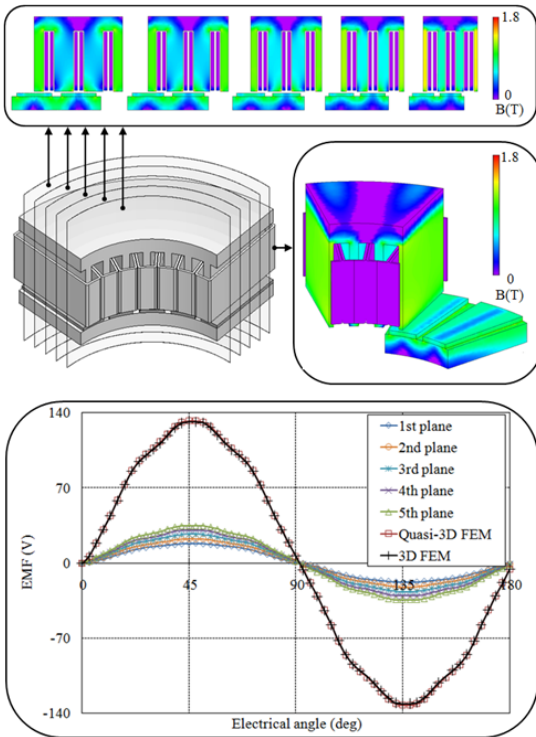 1.8
0
B(T)
1.8
0
B(T)
140
70
0
-70
-140
EMF (V)
0
45
90
135
180
Electrical angle (deg)
1st plane
2nd plane
3rd plane
4th plane
5th plane
Quasi-3D FEM
3D FEM